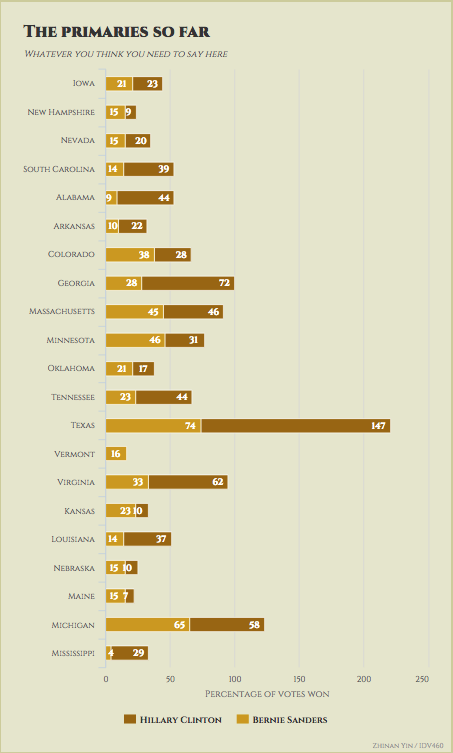 The primaries so far
Whatever you think you need to say here
Iowa 21 23
New Hampshire 15 9
Nevada 15 20
South Carolina 14 39
Alabama 9 44
Arkansas 10 22
Colorado 38 28
Georgia 28 72
Massachusetts 45 46
Minnesota 46 31
Oklahoma 21 17
Tennessee 23 44
Texas 74 147
Vermont 16
Virginia 33 62
Kansas 23 10
Louisiana 14 37
Nebraska 15 10
Maine 15 7
Michigan 65 58
Mississippi 4 29
0 50 100 150 200 250
Percentage of votes won
Hillary Clinton Bernie Sanders
Zhinan Yin / IDV460